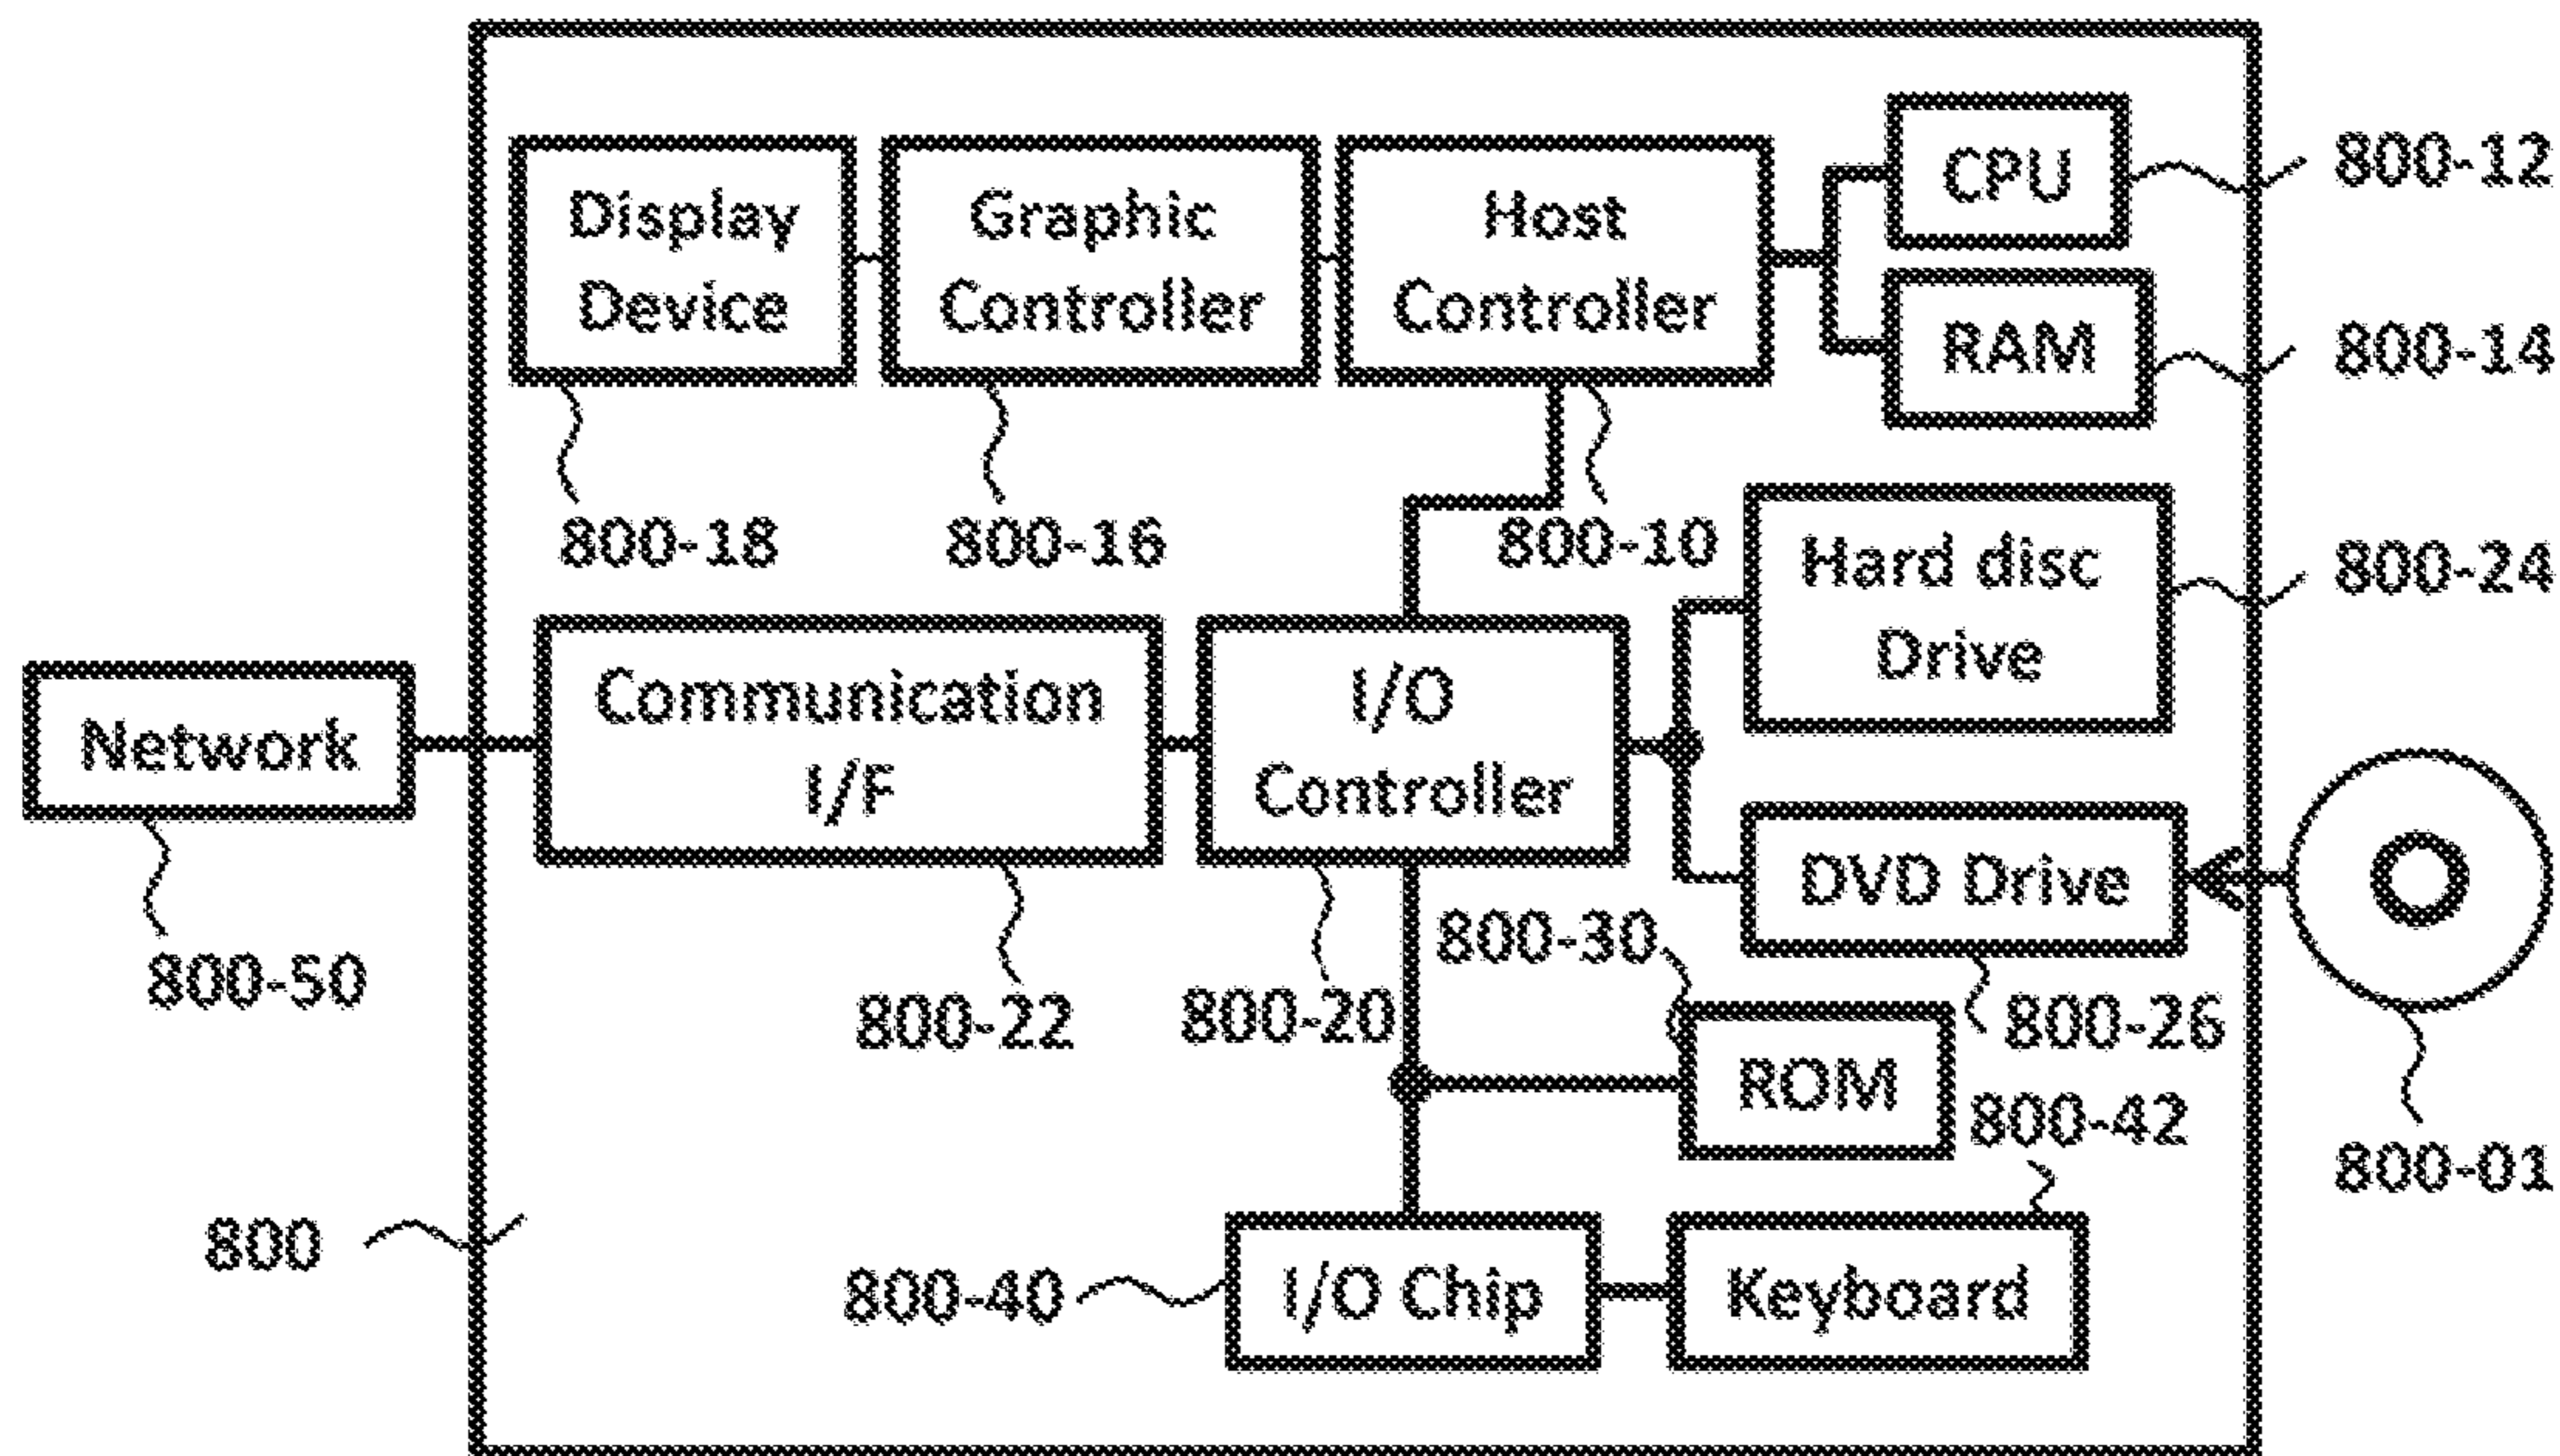 CPU
800-12
Display
Device
Graphic
Controller
Host
Controller
RAM
800-14
800-18
800-16
800-10
Hard disc
Drive
800-24
Network
Communication
I/F
I/O
Controller
DVD Drive
800-50
800-22
800-20
800-30
800-26
ROM
800-42
800-01
800
800-40
I/O Chip
Keyboard